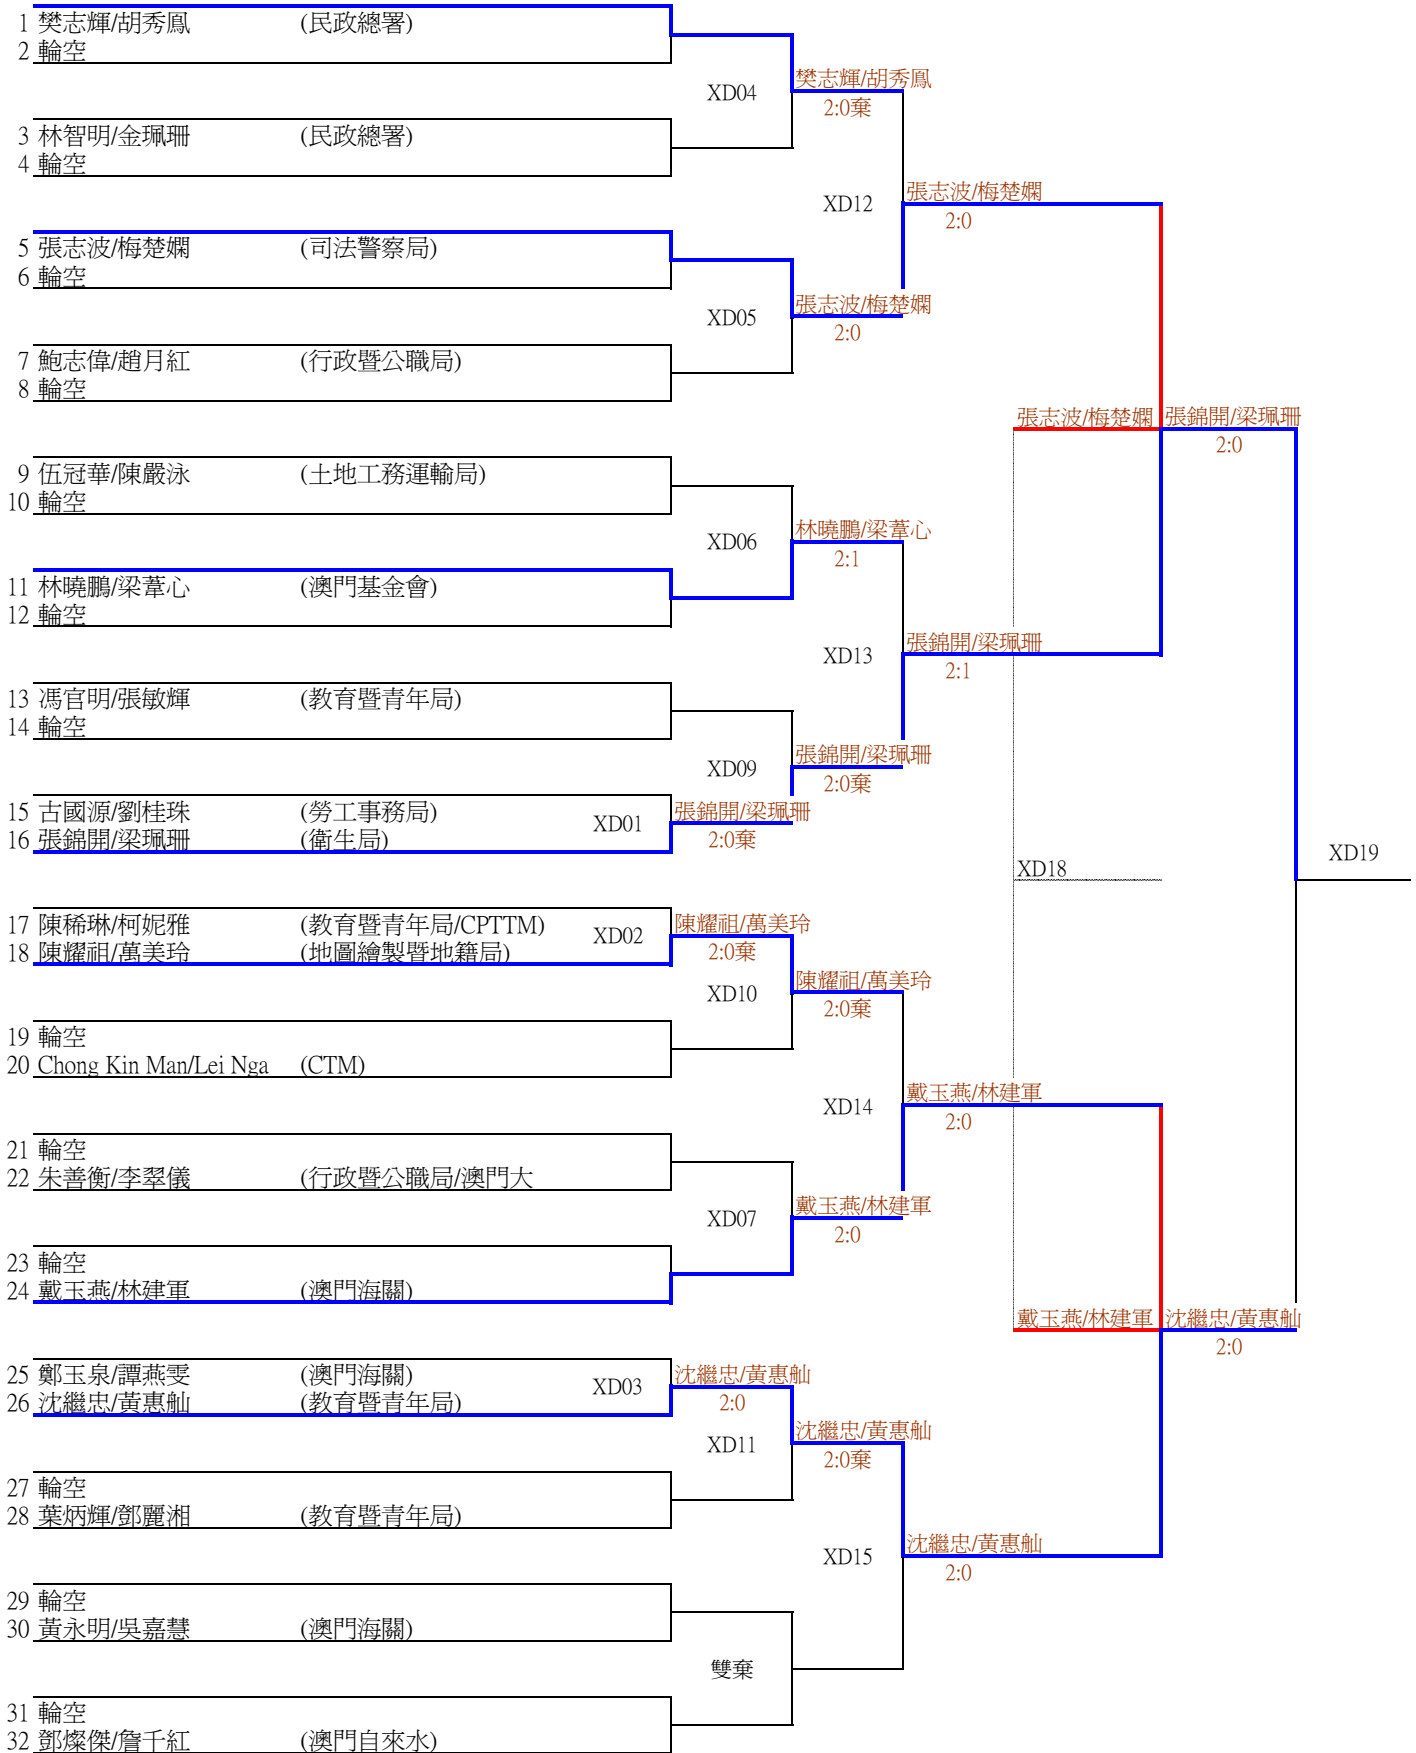 1 樊志輝/胡秀鳳 (民政總署)
2 輪空
樊志輝/胡秀鳳
XD04
2:0棄
3 林智明/金珮珊 (民政總署)
4 輪空
張志波/梅楚嫻
XD12
2:0
5 張志波/梅楚嫻 (司法警察局)
6 輪空
張志波/梅楚嫻
XD05
2:0
7 鮑志偉/趙月紅 (行政暨公職局)
8 輪空
張志波/梅楚嫻 張錦開/梁珮珊
2:0
9 伍冠華/陳嚴泳 (土地工務運輸局)
10 輪空
林曉鵬/梁葦心
XD06
2:1
11 林曉鵬/梁葦心 (澳門基金會)
12 輪空
張錦開/梁珮珊
XD13
2:1
13 馮官明/張敏輝 (教育暨青年局)
14 輪空
張錦開/梁珮珊
XD09
2:0棄
15 古國源/劉桂珠 (勞工事務局) XD01 張錦開/梁珮珊
16 張錦開/梁珮珊 (衛生局) 2:0棄
XD19
XD18
17 陳稀琳/柯妮雅 (教育暨青年局/CPTTM) XD02 陳耀祖/萬美玲
18 陳耀祖/萬美玲 (地圖繪製暨地籍局) 2:0棄
陳耀祖/萬美玲
XD10
2:0棄
19 輪空
20 Chong Kin Man/Lei Nga (CTM)
戴玉燕/林建軍
XD14
2:0
21 輪空
22 朱善衡/李翠儀 (行政暨公職局/澳門大
戴玉燕/林建軍
XD07
2:0
23 輪空
24 戴玉燕/林建軍 (澳門海關)
戴玉燕/林建軍 沈繼忠/黃惠舢
2:0
25 鄭玉泉/譚燕雯 (澳門海關) XD03 沈繼忠/黃惠舢
26 沈繼忠/黃惠舢 (教育暨青年局) 2:0
沈繼忠/黃惠舢
XD11
2:0棄
27 輪空
28 葉炳輝/鄧麗湘 (教育暨青年局)
沈繼忠/黃惠舢
XD15
2:0
29 輪空
30 黃永明/吳嘉慧 (澳門海關)
雙棄
31 輪空
32 鄧燦傑/詹千紅 (澳門自來水)